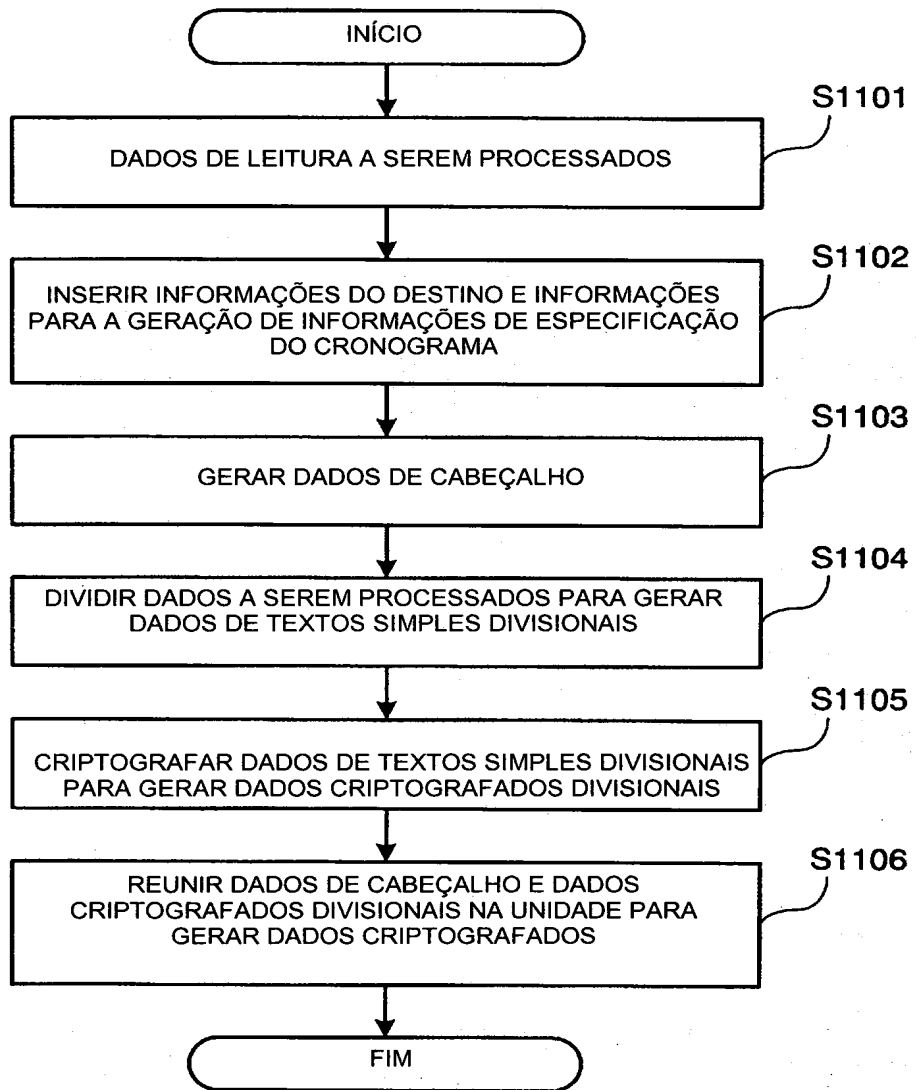 INÍCIO
S1101
DADOS DE LEITURA A SEREM PROCESSADOS
S1102
INSERIR INFORMAÇÕES DO DESTINO E INFORMAÇÕES
PARA A GERAÇÃO DE INFORMAÇÕES DE ESPECIFICAÇÃO
DO CRONOGRAMA
S1103
GERAR DADOS DE CABEÇALHO
S1104
DIVIDIR DADOS A SEREM PROCESSADOS PARA GERAR
DADOS DE TEXTOS SIMPLES DIVISIONAIS
S1105
CRIPTOGRAFAR DADOS DE TEXTOS SIMPLES DIVISIONAIS
PARA GERAR DADOS CRIPTOGRAFADOS DIVISIONAIS
S1106
REUNIR DADOS DE CABEÇALHO E DADOS
CRIPTOGRAFADOS DIVISIONAIS NA UNIDADE PARA
GERAR DADOS CRIPTOGRAFADOS
FIM